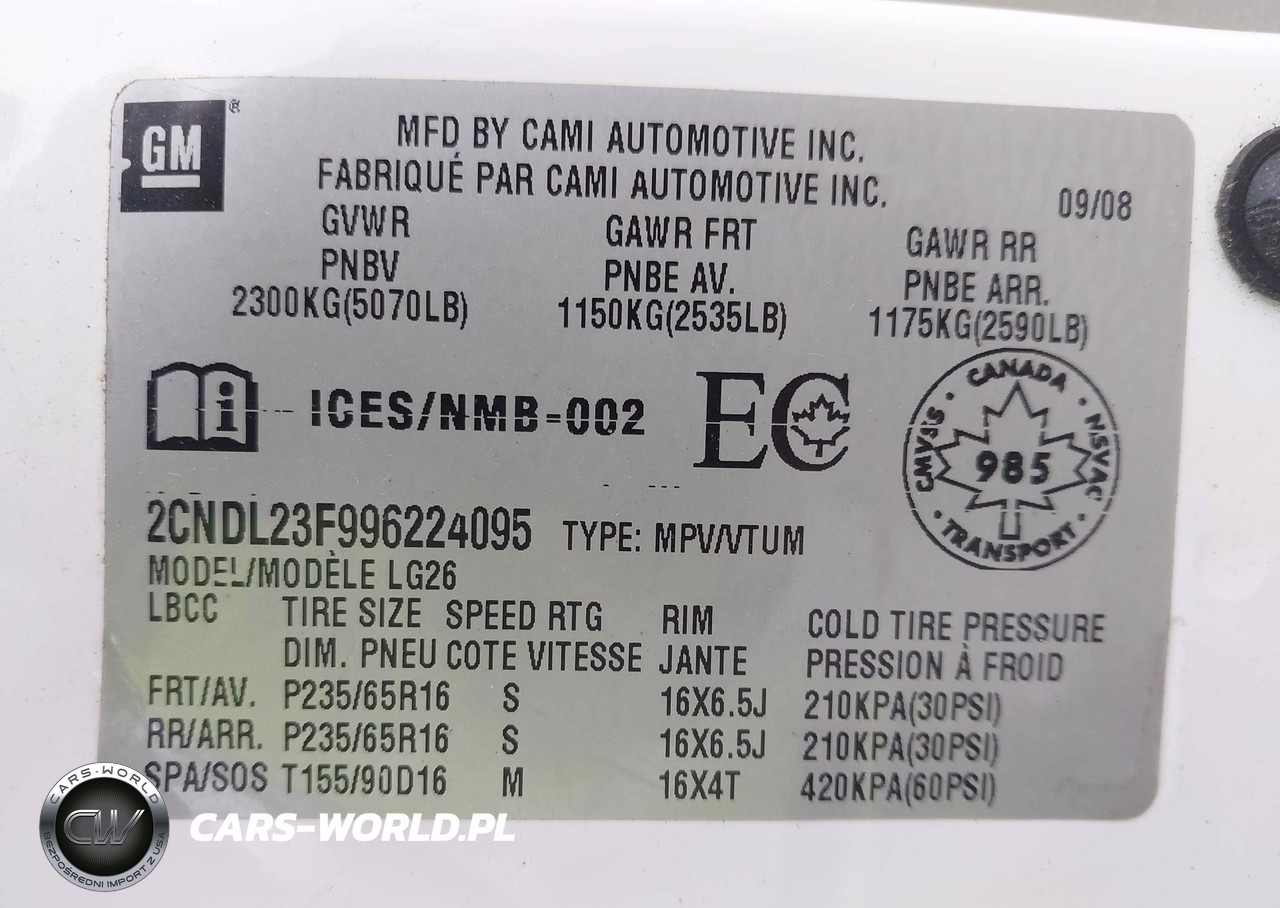 GM ®
MFD BY CAMI AUTOMOTIVE INC.
FABRIQUÉ PAR CAMI AUTOMOTIVE INC.
09/08
GVWR GAWR FRT GAWR RR
PNBV PNBE AV. PNBE ARR.
2300KG(5070LB) 1150KG(2535LB) 1175KG(2590LB)
i ICES/NMB-002 EC
CANADA
CMVSS · NSVAC
985
TRANSPORT
2CNDL23F996224095 TYPE: MPV/VTUM
MODEL/MODÈLE LG26
LBCC TIRE SIZE SPEED RTG RIM COLD TIRE PRESSURE
DIM. PNEU COTE VITESSE JANTE PRESSION À FROID
FRT/AV. P235/65R16 S 16X6.5J 210KPA(30PSI)
RR/ARR. P235/65R16 S 16X6.5J 210KPA(30PSI)
SPA/SOS T155/90D16 M 16X4T 420KPA(60PSI)
CARS-WORLD
CW
BEZPOŚREDNI IMPORT Z USA
CARS-WORLD.PL